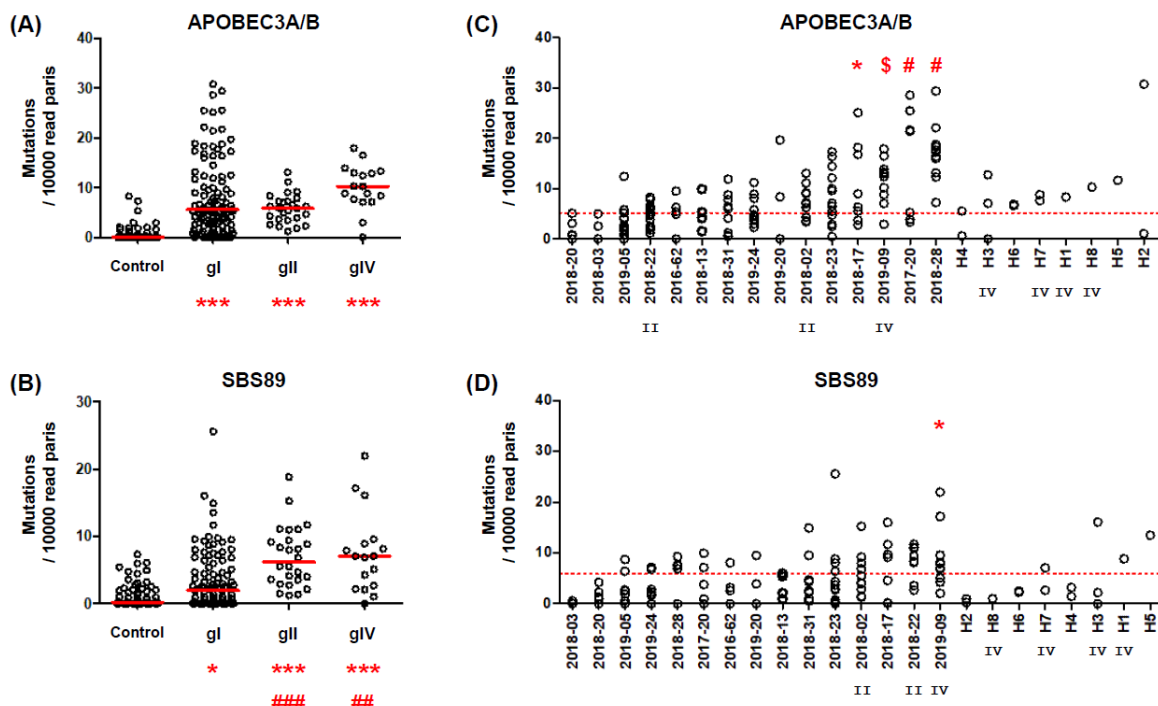 (A)
APOBEC3A/B
Mutations
/ 10000 read paris
40
30
20
10
0
Control gI gII gIV
*** *** ***
(C)
APOBEC3A/B
Mutations
/ 10000 read paris
40
30
20
10
0
* $ # #
2018-20 2018-03 2019-05 2018-22 2016-62 2018-13 2018-31 2019-24 2019-20 2018-02 2018-23 2018-17 2019-09 2017-20 2018-28 H4 H3 H6 H7 H1 H8 H5 H2
II II IV IV IV IV IV
(B)
SBS89
Mutations
/ 10000 read paris
30
20
10
0
Control gI gII gIV
* *** ***
### ##
(D)
SBS89
Mutations
/ 10000 read paris
40
30
20
10
0
*
2018-03 2018-20 2019-05 2019-24 2018-28 2017-20 2016-62 2019-20 2018-13 2018-31 2018-23 2018-02 2018-17 2018-22 2019-09 H2 H8 H6 H7 H4 H3 H1 H5
II II IV IV IV IV IV